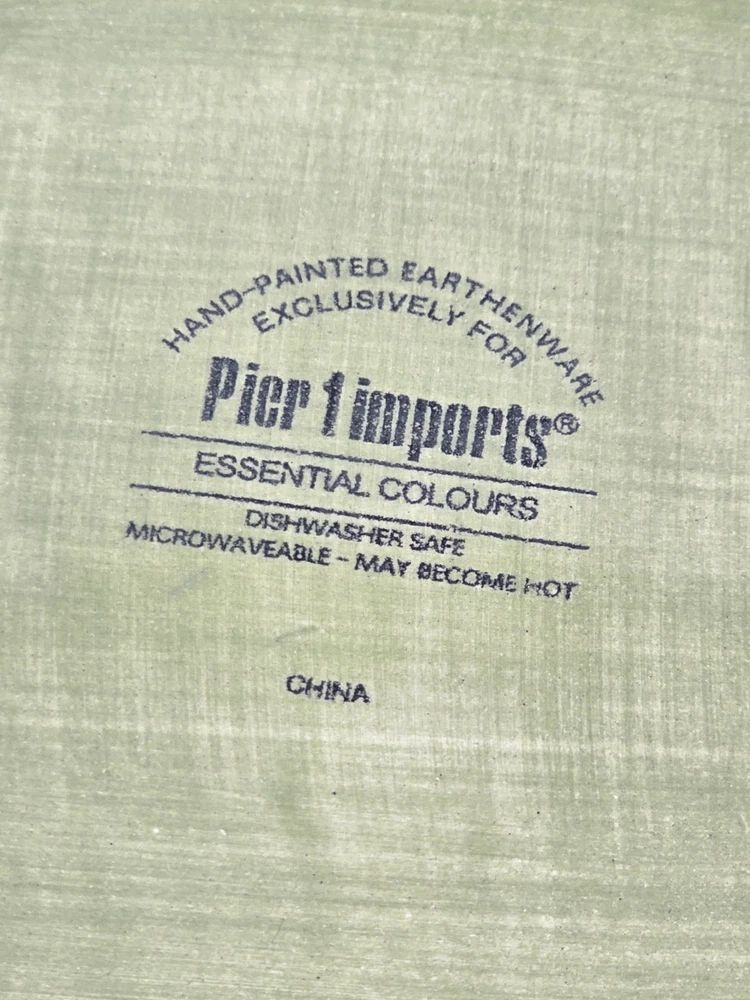 HAND-PAINTED EARTHENWARE
EXCLUSIVELY FOR
Pier 1 imports®
ESSENTIAL COLOURS
DISHWASHER SAFE
MICROWAVEABLE - MAY BECOME HOT
CHINA